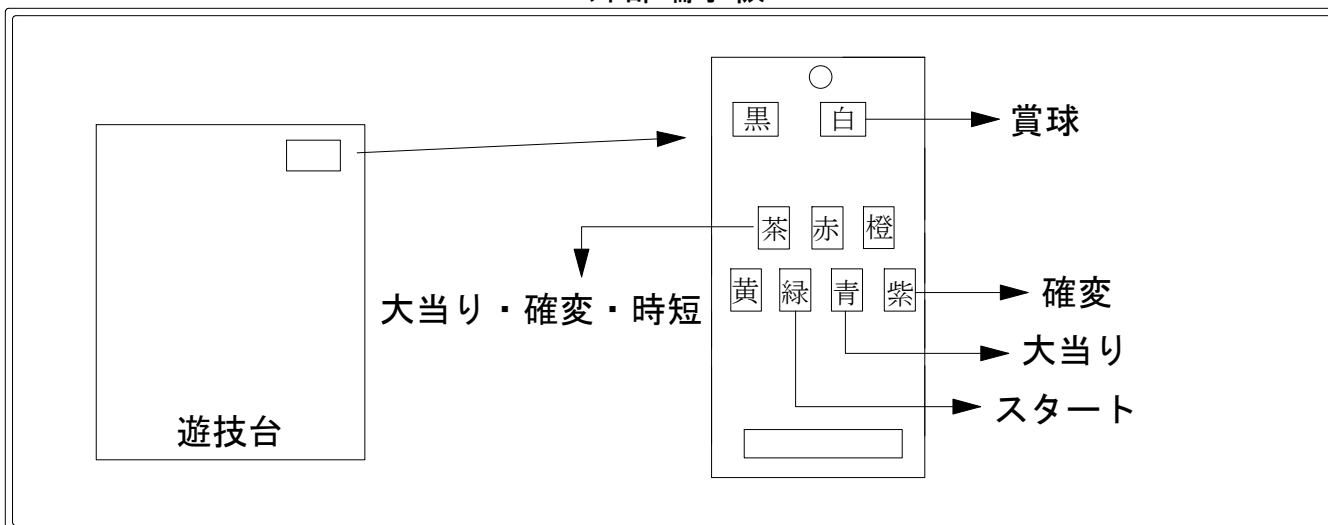 黒 白 賞球
茶 赤 橙
黄 緑 青 紫 確変
大当り・確変・時短
大当り
スタート
遊技台